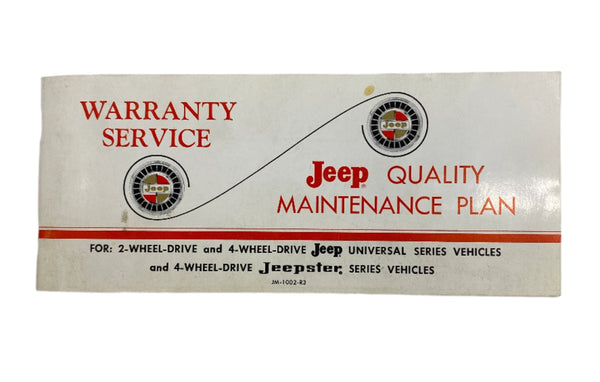 WARRANTY
SERVICE
Jeep
Jeep
Jeep QUALITY
MAINTENANCE PLAN
FOR: 2-WHEEL-DRIVE and 4-WHEEL-DRIVE Jeep UNIVERSAL SERIES VEHICLES
and 4-WHEEL-DRIVE Jeepster SERIES VEHICLES
JM-1002-R3